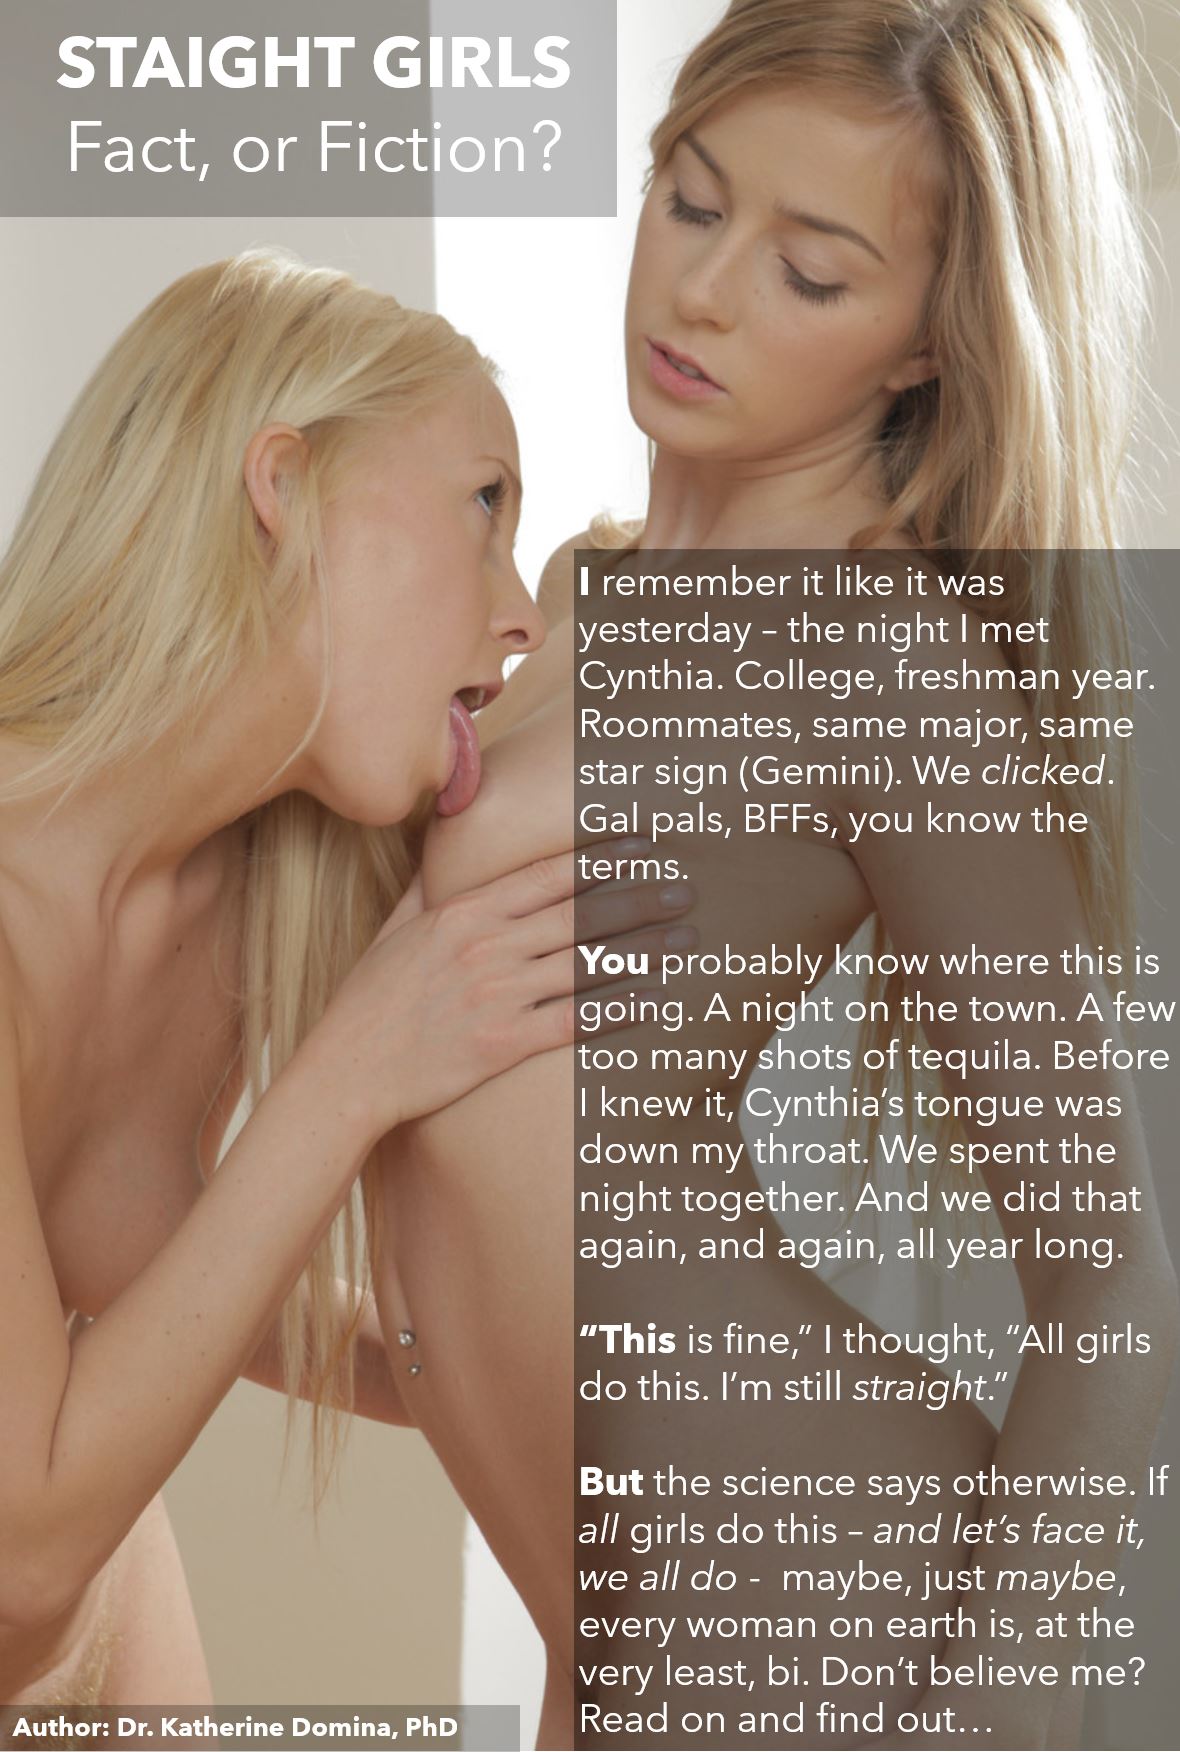 STAIGHT GIRLS
Fact, or Fiction?
I remember it like it was
yesterday – the night I met
Cynthia. College, freshman year.
Roommates, same major, same
star sign (Gemini). We clicked.
Gal pals, BFFs, you know the
terms.
You probably know where this is
going. A night on the town. A few
too many shots of tequila. Before
I knew it, Cynthia’s tongue was
down my throat. We spent the
night together. And we did that
again, and again, all year long.
“This is fine,” I thought, “All girls
do this. I’m still straight.”
But the science says otherwise. If
all girls do this – and let’s face it,
we all do -  maybe, just maybe,
every woman on earth is, at the
very least, bi. Don’t believe me?
Read on and find out…
Author: Dr. Katherine Domina, PhD